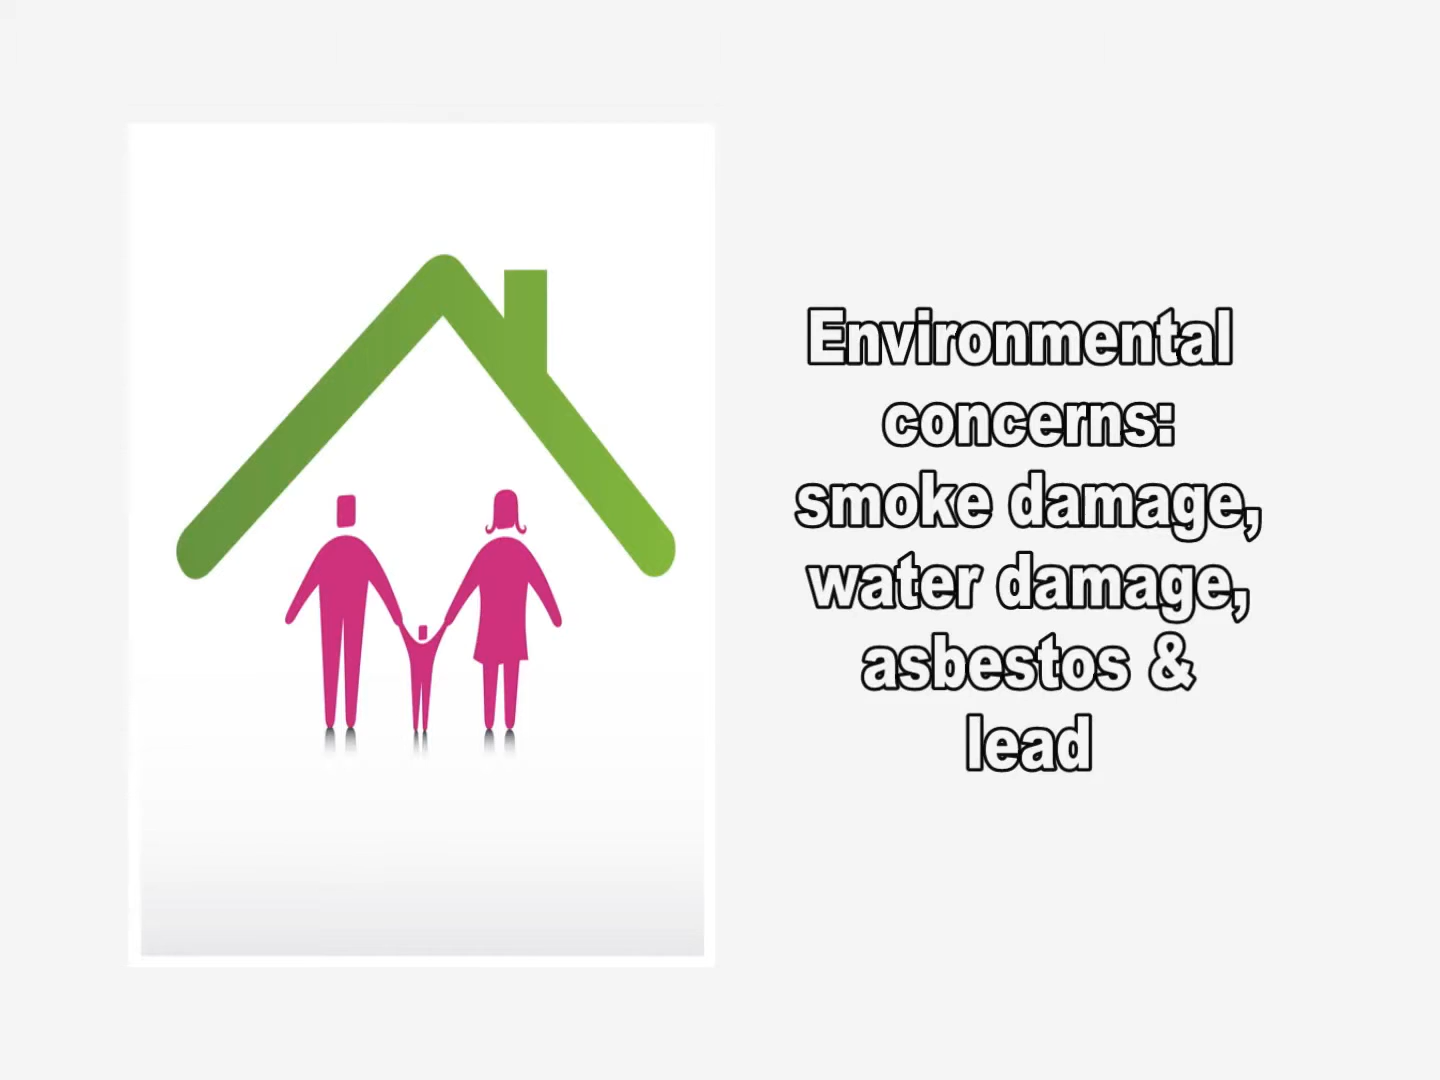 Environmental
concerns:
smoke damage,
water damage,
asbestos &
lead